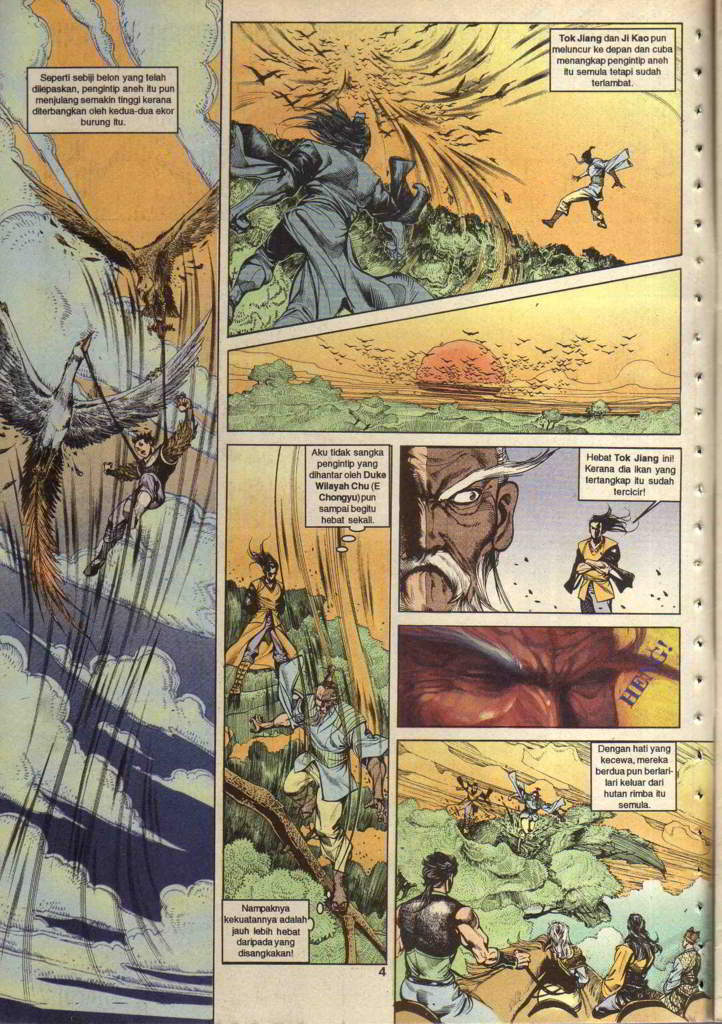 Seperti sebiji belon yang telah
dilepaskan, pengintip aneh itu pun
menjulang semakin tinggi kerana
diterbangkan oleh kedua-dua ekor
burung itu.
Tok Jiang dan Ji Kao pun
meluncur ke depan dan cuba
menangkap pengintip aneh
itu semula tetapi sudah
terlambat.
Aku tidak sangka
pengintip yang
dihantar oleh Duke
Wilayah Chu (E
Chongyu) pun
sampai begitu
hebat sekali.
Hebat Tok Jiang ini!
Kerana dia ikan yang
tertangkap itu sudah
tercicir!
HENG!
Nampaknya
kekuatannya adalah
jauh lebih hebat
daripada yang
disangkakan!
Dengan hati yang
kecewa, mereka
berdua pun berlari-
lari keluar dari
hutan rimba itu
semula.
4